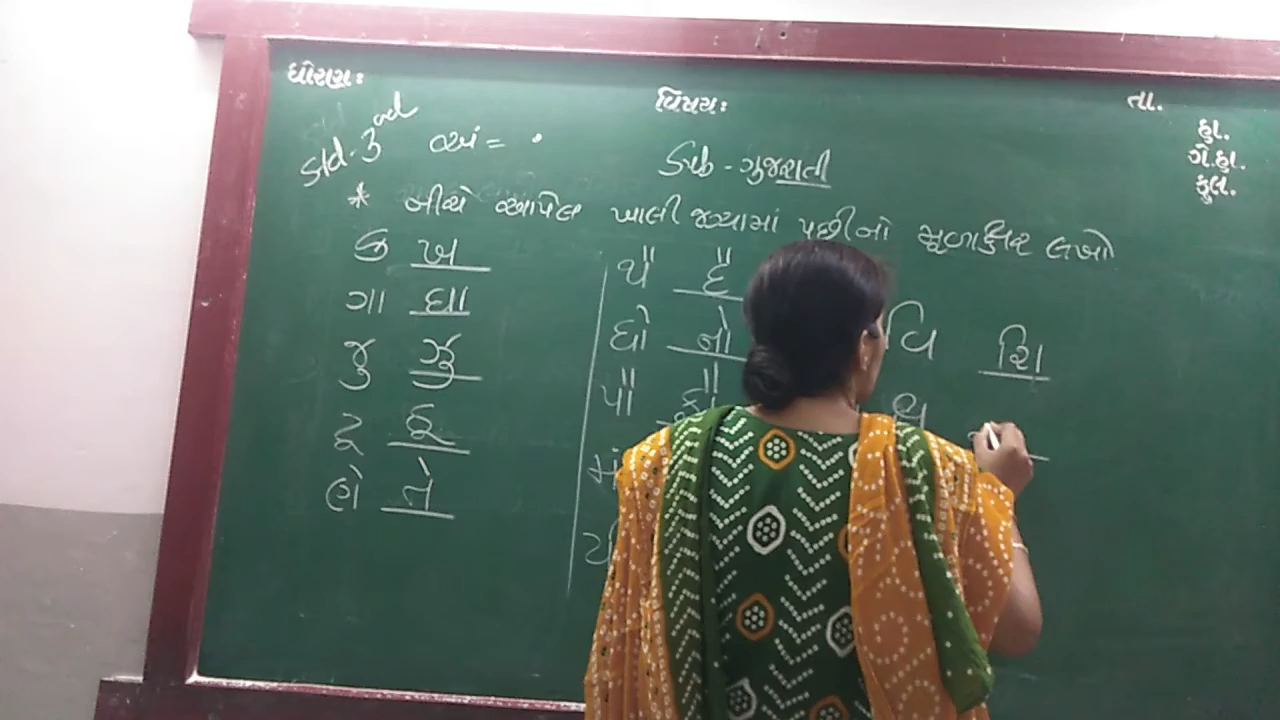 ધોરણ:
વિષય:
તા.
હા.
ગે.હા.
કુલ.
Std. 3rd
અં =
Sub - ગુજરાતી
* નીચે આપેલ ખાલી જગ્યામાં પછીનો મૂળાક્ષર લખો
ક ખ
ગા ઘા
જુ ઝુ
ઢ
ણે તે
થૈ દૈ
ધો નો
પૌ ફૌ
મં
વિ શિ